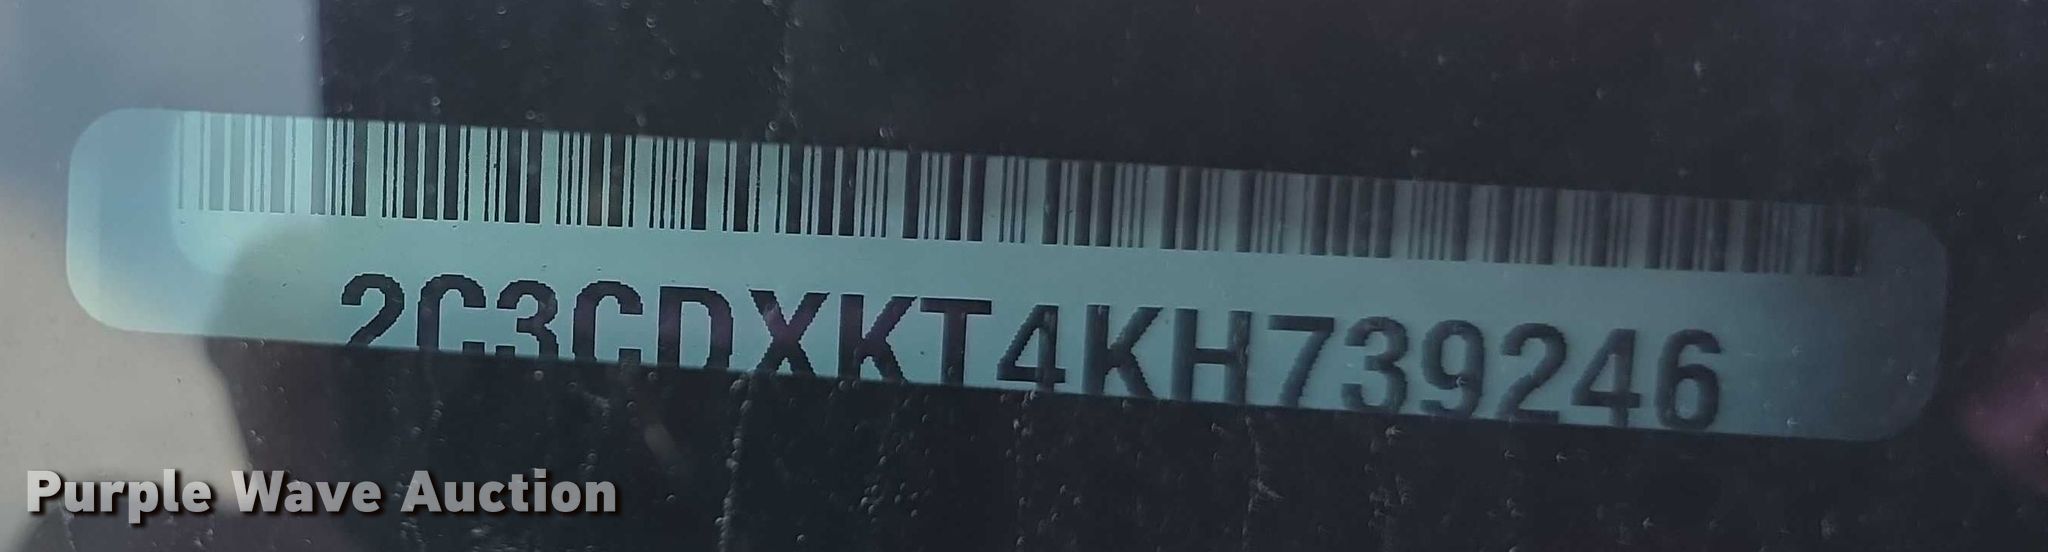 2C3CDXKT4KH739246
Purple Wave Auction